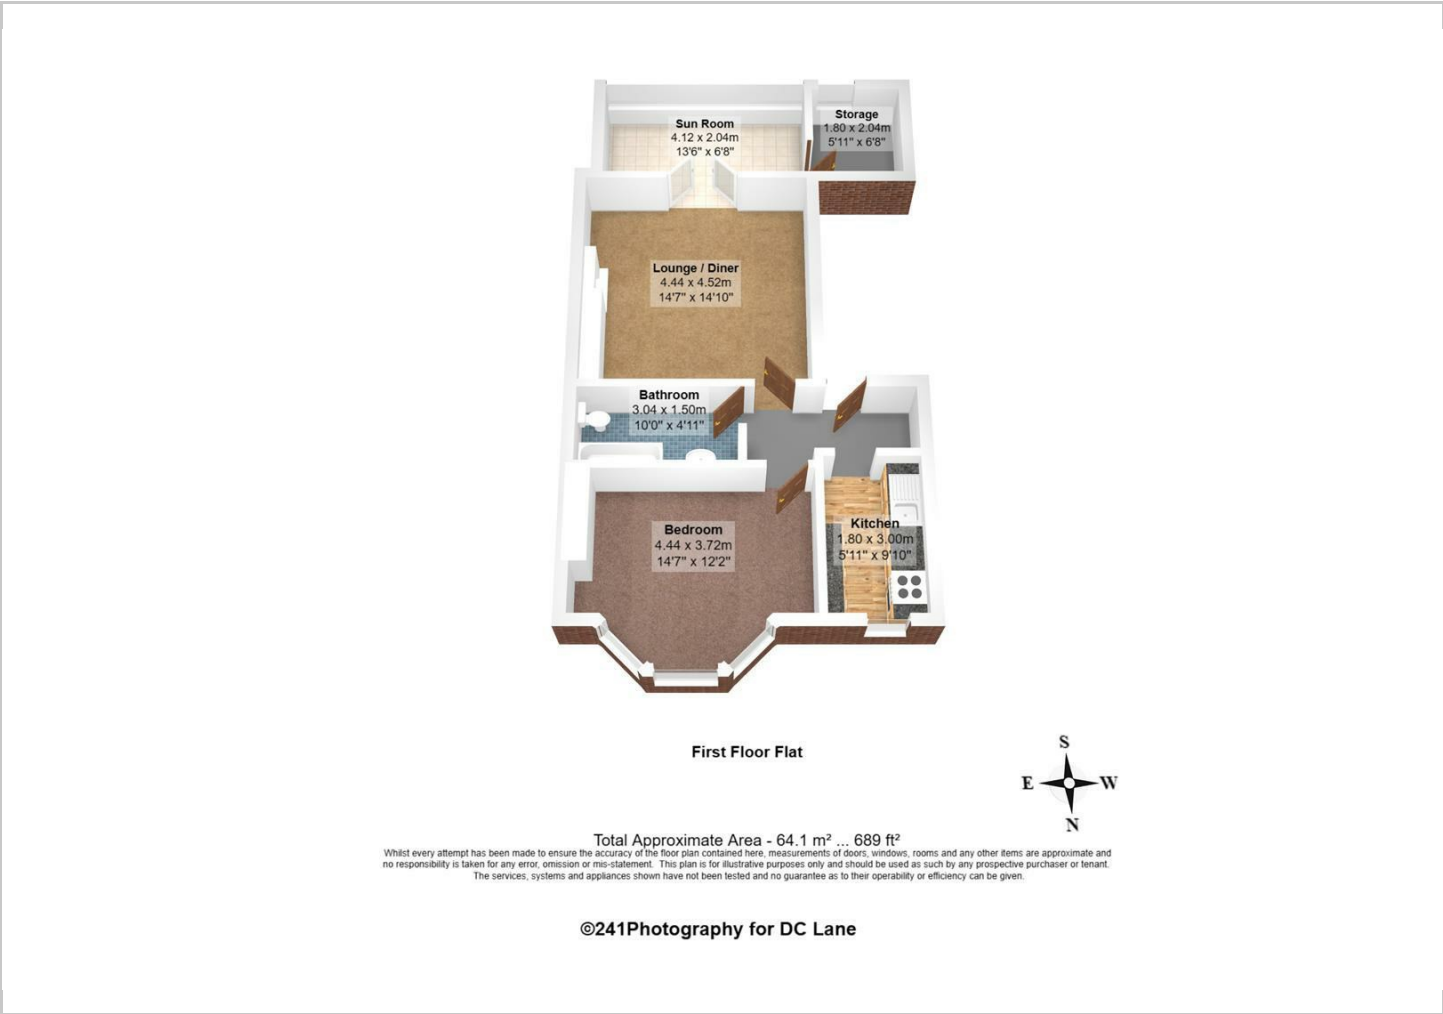 Sun Room
4.12 x 2.04m
13'6" x 6'8"
Storage
1.80 x 2.04m
5'11" x 6'8"
Lounge / Diner
4.44 x 4.52m
14'7" x 14'10"
Bathroom
3.04 x 1.50m
10'0" x 4'11"
Bedroom
4.44 x 3.72m
14'7" x 12'2"
Kitchen
1.80 x 3.00m
5'11" x 9'10"
First Floor Flat
S
E W
N
Total Approximate Area - 64.1 m² ... 689 ft²
Whilst every attempt has been made to ensure the accuracy of the floor plan contained here, measurements of doors, windows, rooms and any other items are approximate and
no responsibility is taken for any error, omission or mis-statement. This plan is for illustrative purposes only and should be used as such by any prospective purchaser or tenant.
The services, systems and appliances shown have not been tested and no guarantee as to their operability or efficiency can be given.
©241Photography for DC Lane